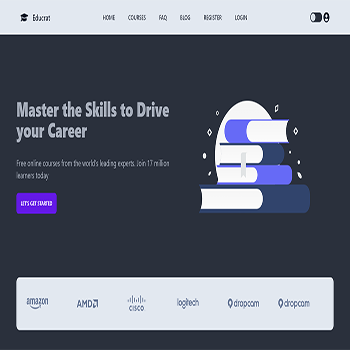 Educrat
HOME COURSES FAQ BLOG REGISTER LOGIN
Master the Skills to Drive
your Career
Free online courses from the world's leading experts. Join 17 million
learners today
LET'S GET STARTED
amazon AMD CISCO logitech dropcam dropcam